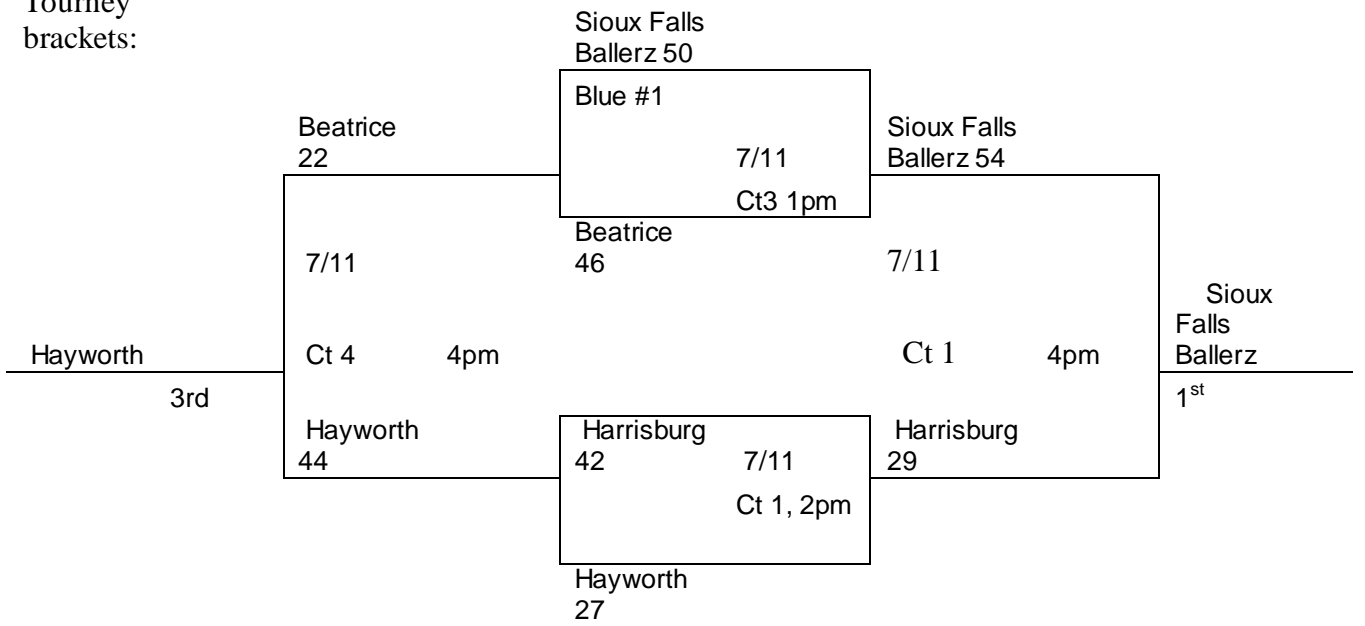 Tourney
brackets:
Sioux Falls
Ballerz 50
Blue #1
Beatrice
22
7/11
Ct3 1pm
Sioux Falls
Ballerz 54
Beatrice
46
7/11
7/11
Sioux
Falls
Ballerz
Hayworth
Ct 4 4pm
Ct 1 4pm
3rd
1st
Hayworth
44
Harrisburg
42
7/11
Ct 1, 2pm
Harrisburg
29
Hayworth
27